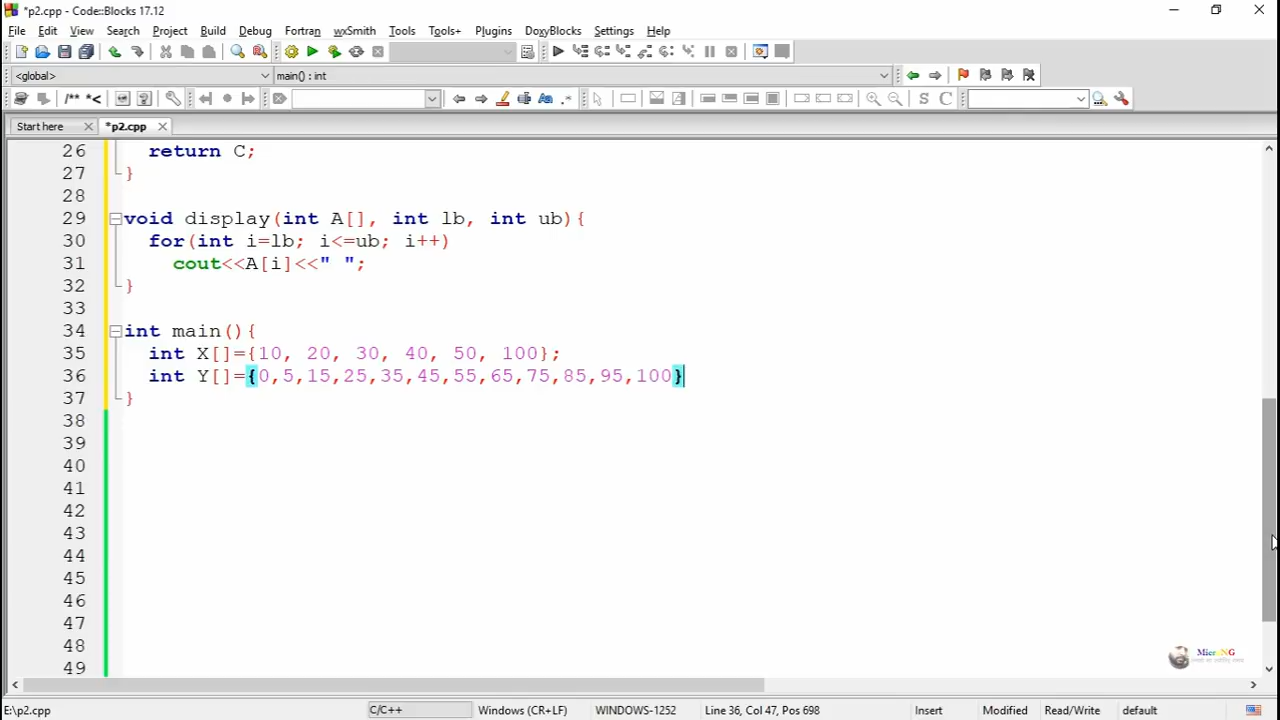 *p2.cpp - Code::Blocks 17.12
File Edit View Search Project Build Debug Fortran wxSmith Tools Tools+ Plugins DoxyBlocks Settings Help
<global> main() : int
/** *<
S C
Start here *p2.cpp
26 return C;
27 }
28
29 void display(int A[], int lb, int ub){
30 for(int i=lb; i<=ub; i++)
31 cout<<A[i]<<" ";
32 }
33
34 int main(){
35 int X[]={10, 20, 30, 40, 50, 100};
36 int Y[]={0,5,15,25,35,45,55,65,75,85,95,100}
37 }
38
39
40
41
42
43
44
45
46
47
48
49
E:\p2.cpp C/C++ Windows (CR+LF) WINDOWS-1252 Line 36, Col 47, Pos 698 Insert Modified Read/Write default